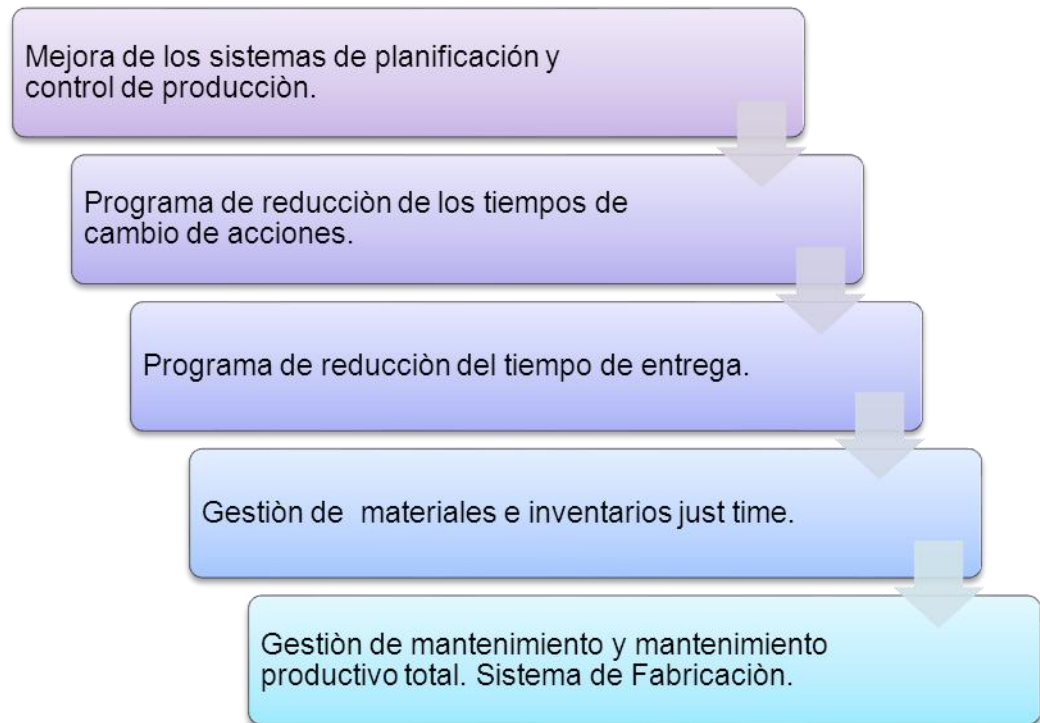 Mejora de los sistemas de planificación y
control de producciòn.
Programa de reducciòn de los tiempos de
cambio de acciones.
Programa de reducciòn del tiempo de entrega.
Gestiòn de  materiales e inventarios just time.
Gestiòn de mantenimiento y mantenimiento
productivo total. Sistema de Fabricaciòn.